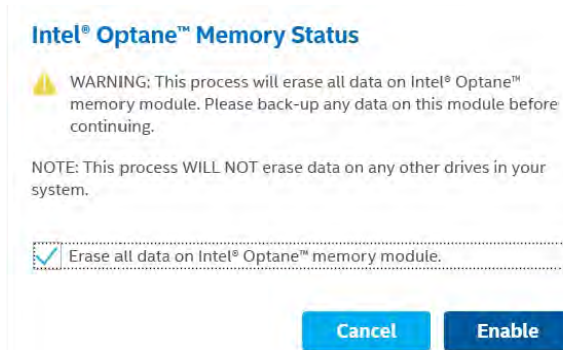 Intel® Optane™ Memory Status
WARNING: This process will erase all data on Intel® Optane™
memory module. Please back-up any data on this module before
continuing.
NOTE: This process WILL NOT erase data on any other drives in your
system.
Erase all data on Intel® Optane™ memory module.
Cancel Enable